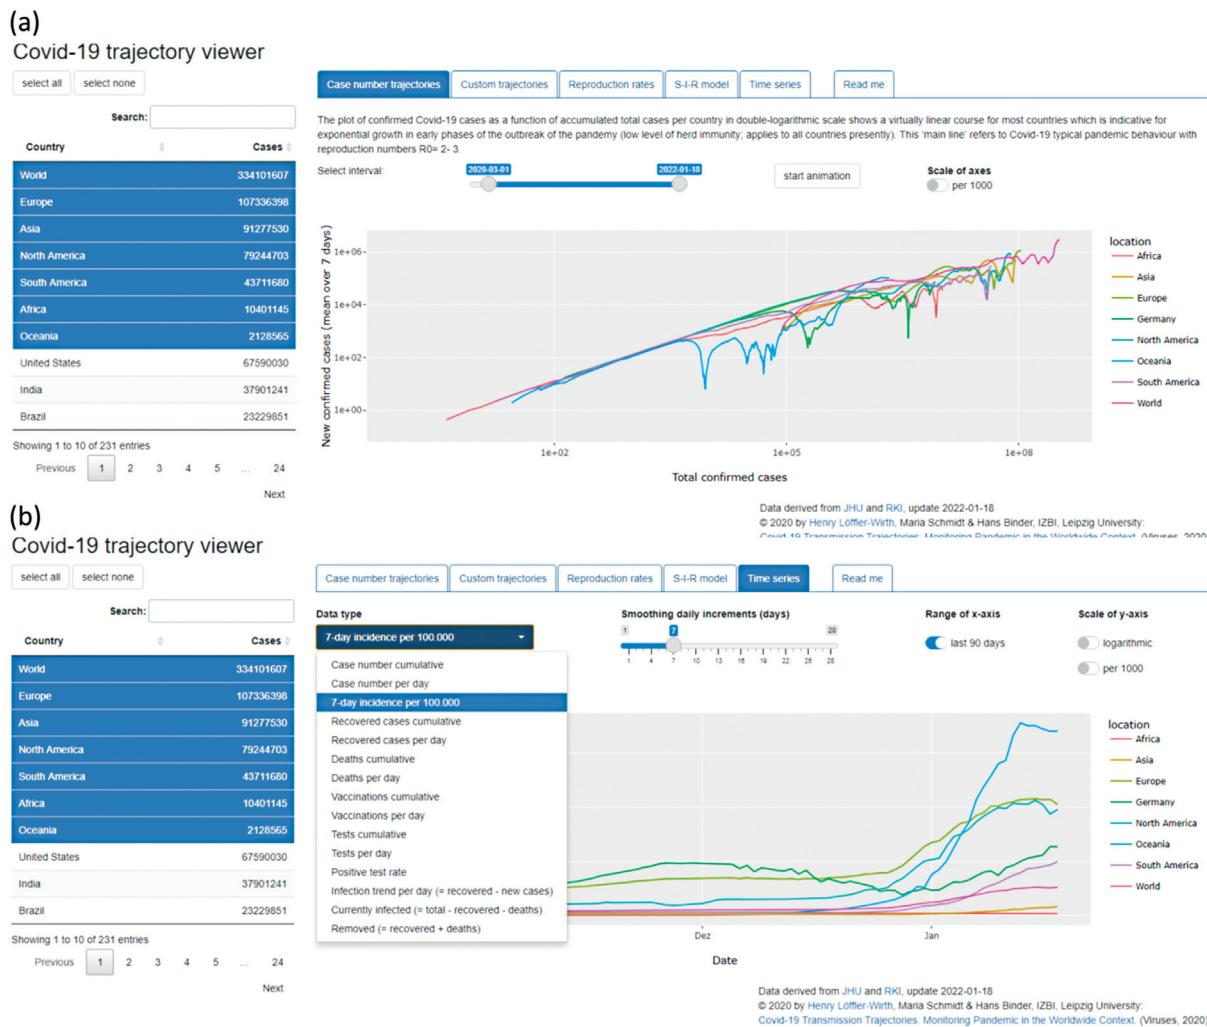 (a)
Covid-19 trajectory viewer
select all select none
Search:
Country Cases
World 334101607
Europe 107336398
Asia 91277530
North America 79244703
South America 43711680
Africa 10401145
Oceania 2128565
United States 67590030
India 37901241
Brazil 23229851
Showing 1 to 10 of 231 entries
Previous 1 2 3 4 5 ... 24
Next
Case number trajectories Custom trajectories Reproduction rates S-I-R model Time series Read me
The plot of confirmed Covid-19 cases as a function of accumulated total cases per country in double-logarithmic scale shows a virtually linear course for most countries which is indicative for
exponential growth in early phases of the outbreak of the pandemy (low level of herd immunity; applies to all countries presently). This 'main line' refers to Covid-19 typical pandemic behaviour with
reproduction numbers R0= 2- 3.
Select interval: 2020-03-01 2022-01-18 start animation Scale of axes
per 1000
New confirmed cases (mean over 7 days)
1e+06
1e+04
1e+02
1e+00
1e+02 1e+05 1e+08
Total confirmed cases
location
Africa
Asia
Europe
Germany
North America
Oceania
South America
World
Data derived from JHU and RKI, update 2022-01-18
© 2020 by Henry Löffler-Wirth, Maria Schmidt & Hans Binder, IZBI, Leipzig University:
Covid-19 Transmission Trajectories: Monitoring Pandemic in the Worldwide Context. (Viruses, 2020)
(b)
Covid-19 trajectory viewer
select all select none
Search:
Country Cases
World 334101607
Europe 107336398
Asia 91277530
North America 79244703
South America 43711680
Africa 10401145
Oceania 2128565
United States 67590030
India 37901241
Brazil 23229851
Showing 1 to 10 of 231 entries
Previous 1 2 3 4 5 ... 24
Next
Case number trajectories Custom trajectories Reproduction rates S-I-R model Time series Read me
Data type
7-day incidence per 100.000
Case number cumulative
Case number per day
7-day incidence per 100.000
Recovered cases cumulative
Recovered cases per day
Deaths cumulative
Deaths per day
Vaccinations cumulative
Vaccinations per day
Tests cumulative
Tests per day
Positive test rate
Infection trend per day (= recovered - new cases)
Currently infected (= total - recovered - deaths)
Removed (= recovered + deaths)
Smoothing daily increments (days)
1 7 28
1 4 7 10 13 16 19 22 25 28
Range of x-axis
last 90 days
Scale of y-axis
logarithmic
per 1000
Dez Jan
Date
location
Africa
Asia
Europe
Germany
North America
Oceania
South America
World
Data derived from JHU and RKI, update 2022-01-18
© 2020 by Henry Löffler-Wirth, Maria Schmidt & Hans Binder, IZBI, Leipzig University:
Covid-19 Transmission Trajectories: Monitoring Pandemic in the Worldwide Context. (Viruses, 2020)